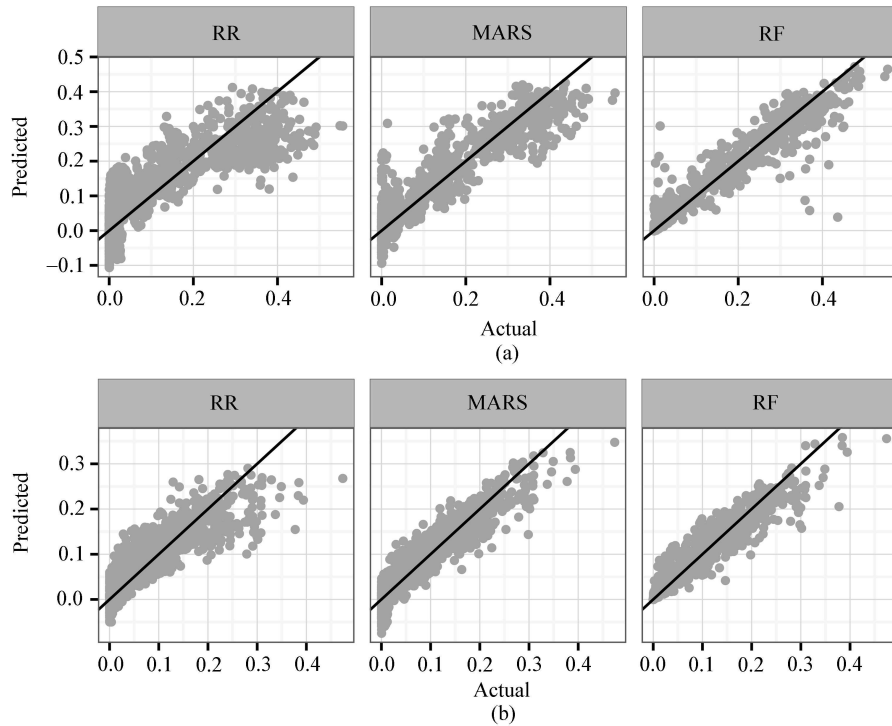 RR MARS RF
0.5
0.4
0.3
0.2
0.1
0.0
–0.1
Predicted
0.0 0.2 0.4 0.0 0.2 0.4 0.0 0.2 0.4
Actual
(a)
RR MARS RF
0.3
0.2
0.1
0.0
Predicted
0.0 0.1 0.2 0.3 0.4 0.0 0.1 0.2 0.3 0.4 0.0 0.1 0.2 0.3 0.4
Actual
(b)